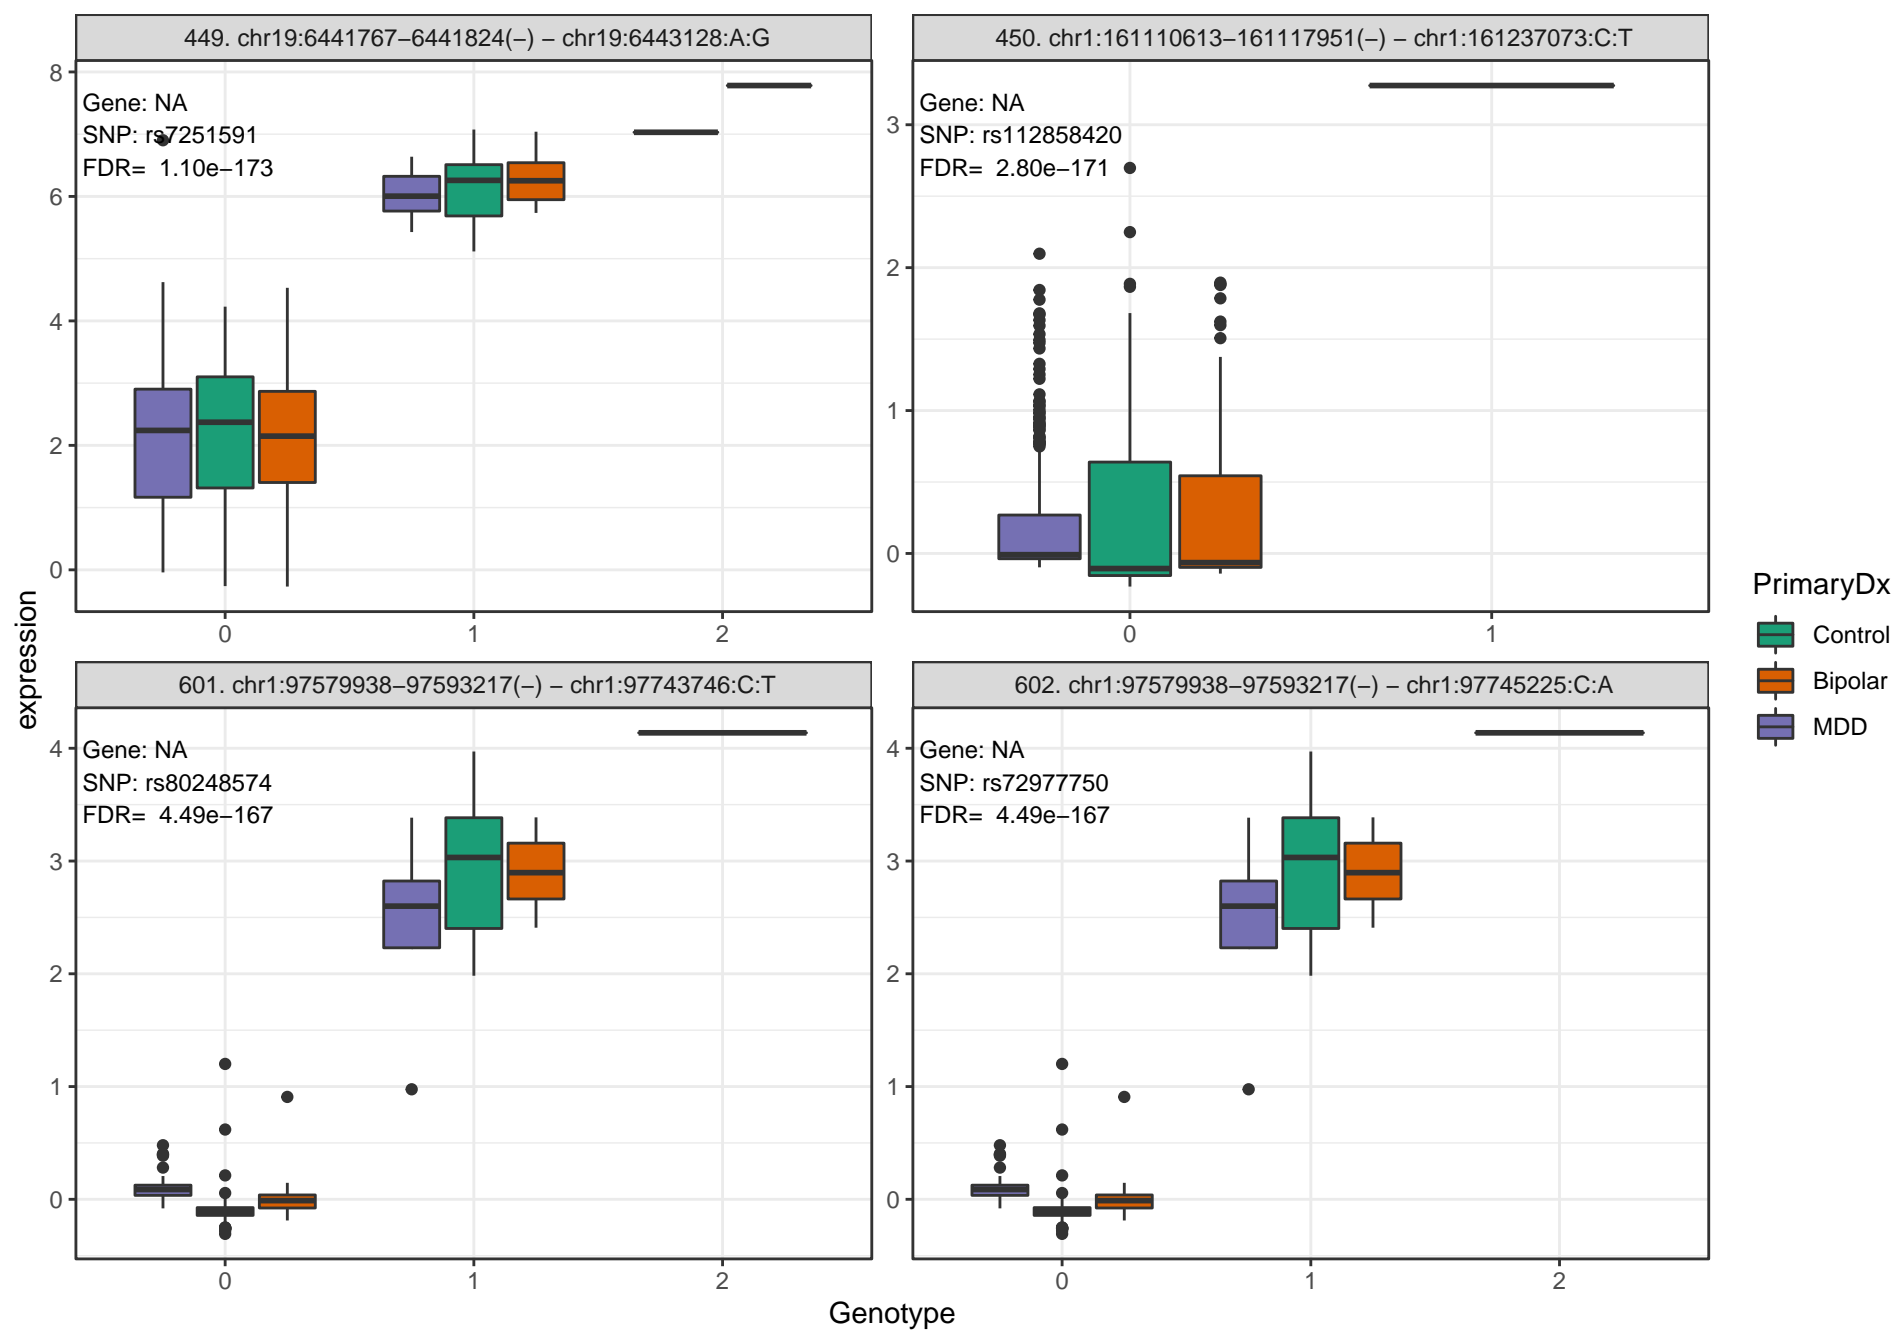 449. chr19:6441767−6441824(−) − chr19:6443128:A:G
450. chr1:161110613−161117951(−) − chr1:161237073:C:T
8
6
4
2
0
Gene: NA
SNP: rs7251591
FDR=  1.10e−173
0
1
2
3
2
1
0
Gene: NA
SNP: rs112858420
FDR=  2.80e−171
0
1
601. chr1:97579938−97593217(−) − chr1:97743746:C:T
602. chr1:97579938−97593217(−) − chr1:97745225:C:A
4
3
2
1
0
Gene: NA
SNP: rs80248574
FDR=  4.49e−167
0
1
2
4
3
2
1
0
Gene: NA
SNP: rs72977750
FDR=  4.49e−167
0
1
2
expression
Genotype
PrimaryDx
Control
Bipolar
MDD